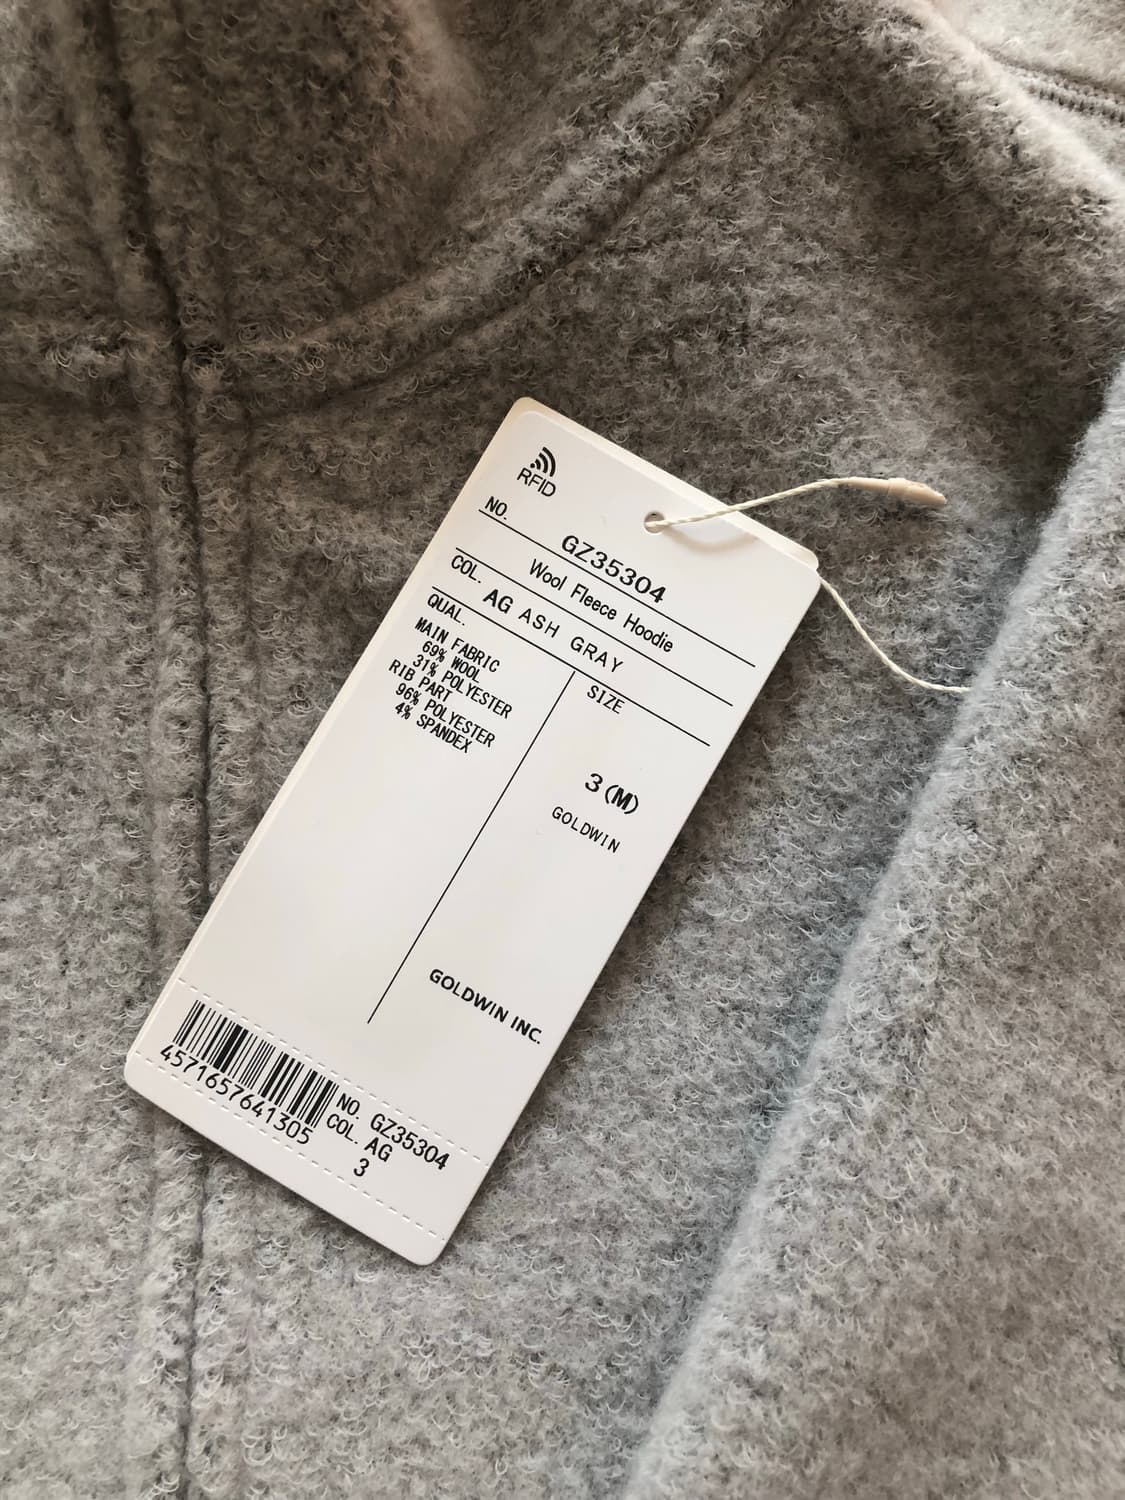 RFID
NO.
GZ35304
Wool Fleece Hoodie
COL. AG ASH GRAY
QUAL.
MAIN FABRIC
69% WOOL
31% POLYESTER
RIB PART
96% POLYESTER
4% SPANDEX
SIZE
3(M)
GOLDWIN
GOLDWIN INC.
4571657641305
NO. GZ35304
COL. AG
3